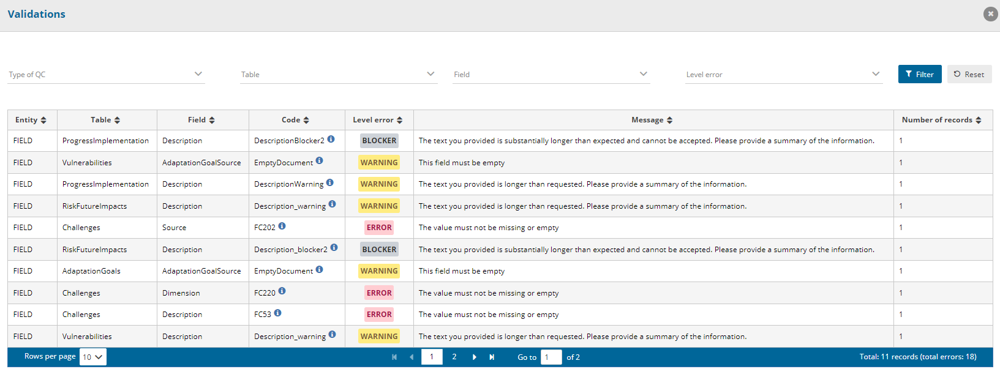 Validations
Type of QC Table Field Level error Filter Reset
Entity Table Field Code Level error Message Number of records
FIELD ProgressImplementation Description DescriptionBlocker2 BLOCKER The text you provided is substantially longer than expected and cannot be accepted. Please provide a summary of the information. 1
FIELD Vulnerabilities AdaptationGoalSource EmptyDocument WARNING This field must be empty 1
FIELD ProgressImplementation Description DescriptionWarning WARNING The text you provided is longer than requested. Please provide a summary of the information. 1
FIELD RiskFutureImpacts Description Description_warning WARNING The text you provided is longer than requested. Please provide a summary of the information. 1
FIELD Challenges Source FC202 ERROR The value must not be missing or empty 1
FIELD RiskFutureImpacts Description Description_blocker2 BLOCKER The text you provided is substantially longer than expected and cannot be accepted. Please provide a summary of the information. 1
FIELD AdaptationGoals AdaptationGoalSource EmptyDocument WARNING This field must be empty 1
FIELD Challenges Dimension FC220 ERROR The value must not be missing or empty 1
FIELD Challenges Description FC53 ERROR The value must not be missing or empty 1
FIELD Vulnerabilities Description Description_warning WARNING The text you provided is longer than requested. Please provide a summary of the information. 1
Rows per page 10 1 2 Go to 1 of 2 Total: 11 records (total errors: 18)